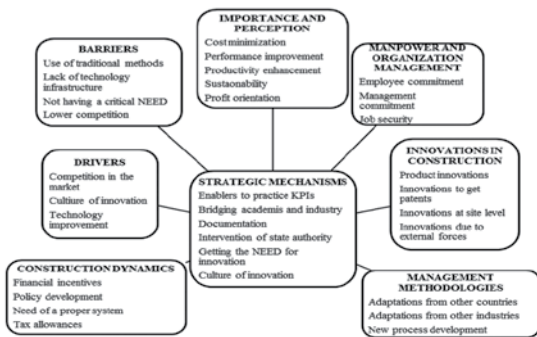 IMPORTANCE AND
PERCEPTION
Cost minimization
Performance improvement
Productivity enhancement
Sustaonability
Profit orientation
BARRIERS
Use of traditional methods
Lack of technology
infrastructure
Not having a critical NEED
Lower competition
MANPOWER AND
ORGANIZATION
MANAGEMENT
Employee commitment
Management
commitment
Job security
DRIVERS
Competition in the
market
Cultiure of innovation
Technology
improvement
STRATEGIC MECHANISMS
Enablers to practice KPIs
Bridging academis and industry
Documentation
Intervention of state authority
Getting the NEED for
innovation
Culture of innovation
INNOVATIONS IN
CONSTRUCTION
Product innovations
Innovations to get
patents
Innovations at site level
Innovations due to
external forces
CONSTRUCTION DYNAMICS
Financial incentives
Policy development
Need of a proper system
Tax allowances
MANAGEMENT
METHODOLOGIES
Adaptations from other countries
Adaptations from other industries
New process development